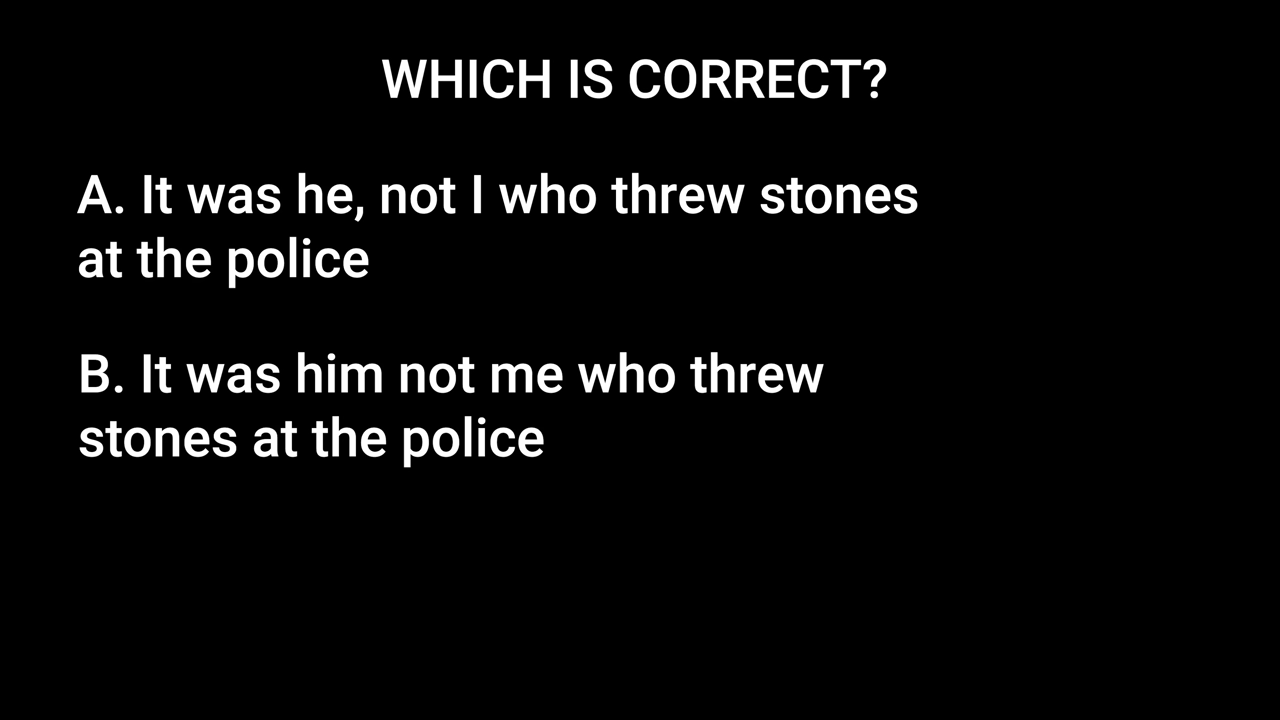 WHICH IS CORRECT?
A. It was he, not I who threw stones
at the police
B. It was him not me who threw
stones at the police